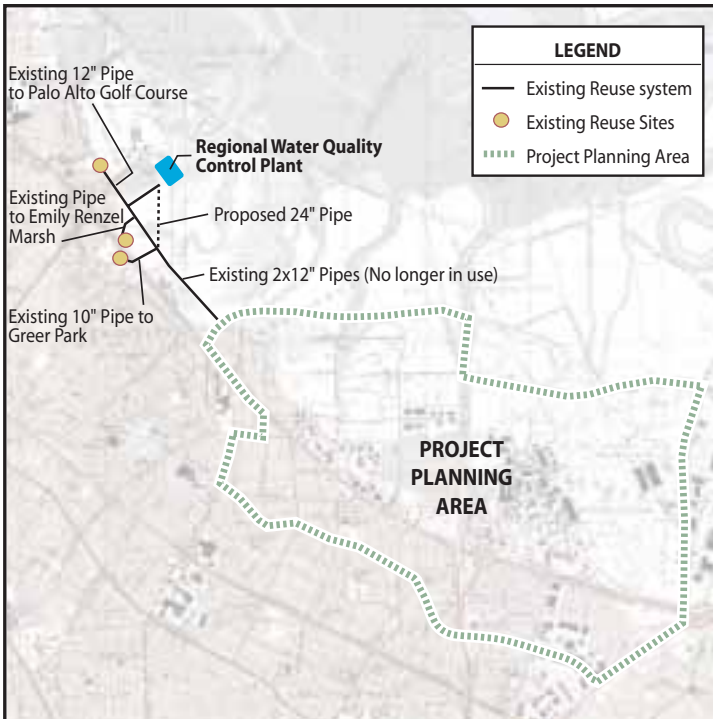 LEGEND
Existing Reuse system
Existing Reuse Sites
Project Planning Area
Existing 12" Pipe
to Palo Alto Golf Course
Regional Water Quality
Control Plant
Existing Pipe
to Emily Renzel
Marsh
Proposed 24" Pipe
Existing 2x12" Pipes (No longer in use)
Existing 10" Pipe to
Greer Park
PROJECT
PLANNING
AREA